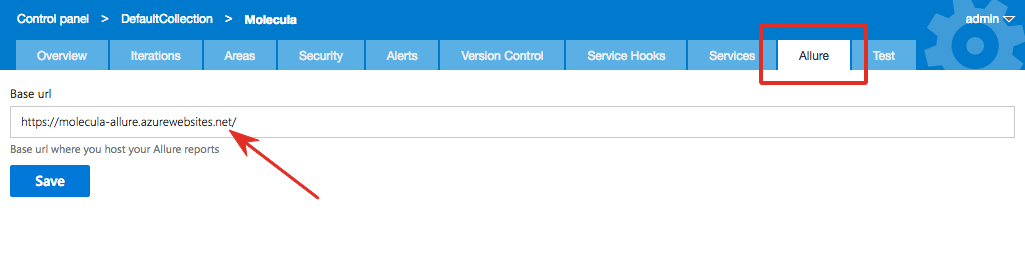 Control panel > DefaultCollection > Molecula admin
Overview Iterations Areas Security Alerts Version Control Service Hooks Services Allure Test
Base url
https://molecula-allure.azurewebsites.net/
Base url where you host your Allure reports
Save